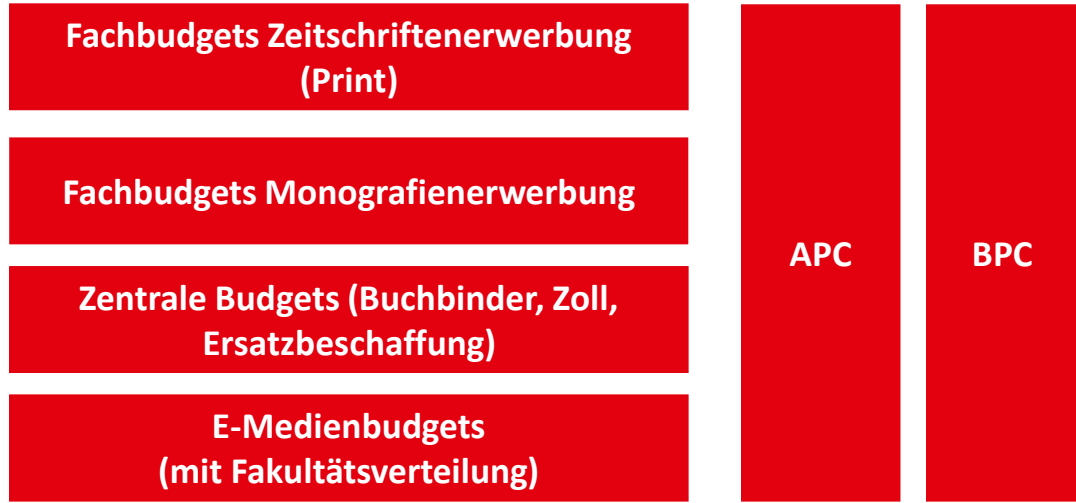 Fachbudgets Zeitschriftenerwerbung
(Print)
Fachbudgets Monografienerwerbung
Zentrale Budgets (Buchbinder, Zoll,
Ersatzbeschaffung)
E-Medienbudgets
(mit Fakultätsverteilung)
APC
BPC